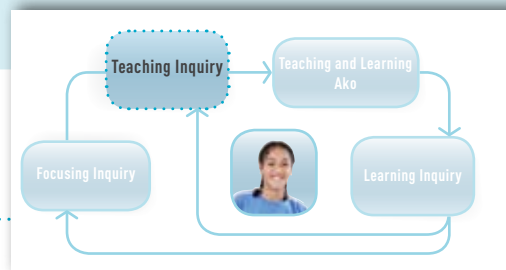 Teaching Inquiry
Teaching and Learning
Ako
Focusing Inquiry
Learning Inquiry